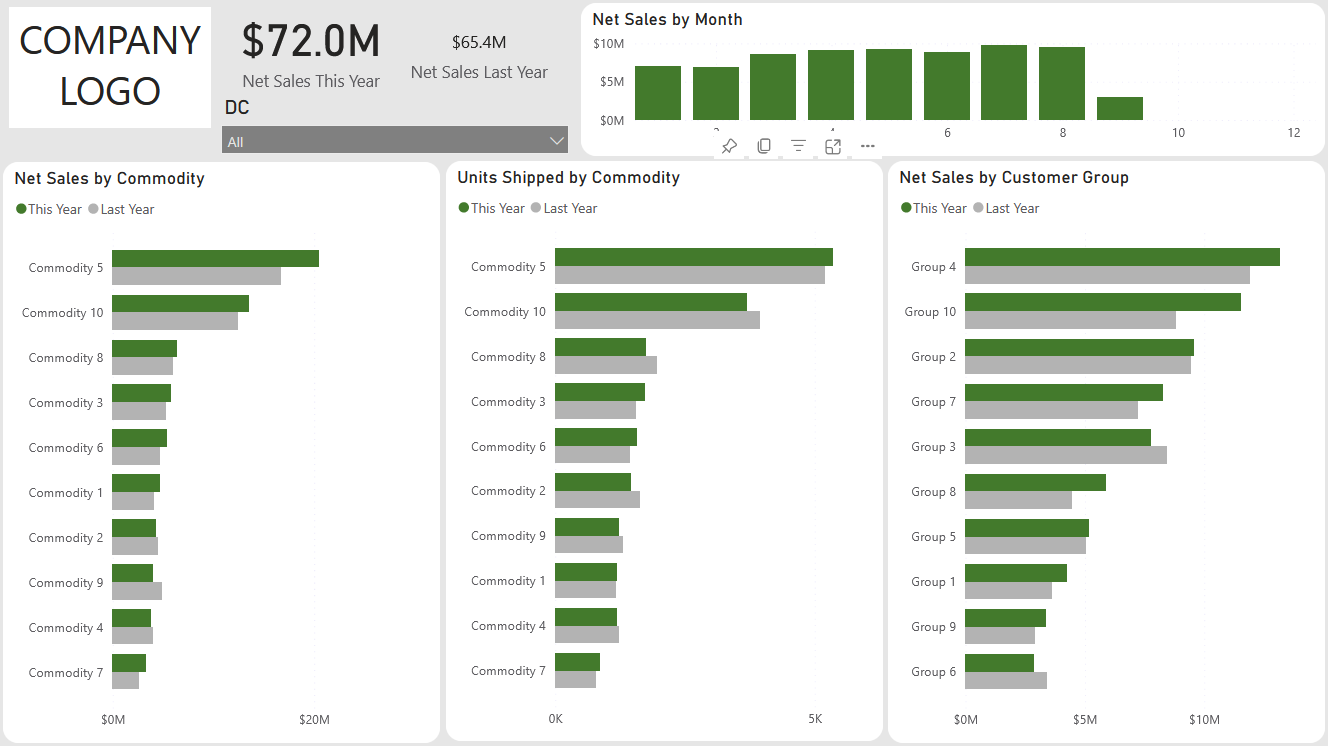 COMPANY
LOGO
$72.0M
Net Sales This Year
$65.4M
Net Sales Last Year
DC
All
Net Sales by Month
$10M
$5M
$0M
6
8
10
12
Net Sales by Commodity
This Year
Last Year
Commodity 5
Commodity 10
Commodity 8
Commodity 3
Commodity 6
Commodity 1
Commodity 2
Commodity 9
Commodity 4
Commodity 7
$0M
$20M
Units Shipped by Commodity
This Year
Last Year
Commodity 5
Commodity 10
Commodity 8
Commodity 3
Commodity 6
Commodity 2
Commodity 9
Commodity 1
Commodity 4
Commodity 7
0K
5K
Net Sales by Customer Group
This Year
Last Year
Group 4
Group 10
Group 2
Group 7
Group 3
Group 8
Group 5
Group 1
Group 9
Group 6
$0M
$5M
$10M